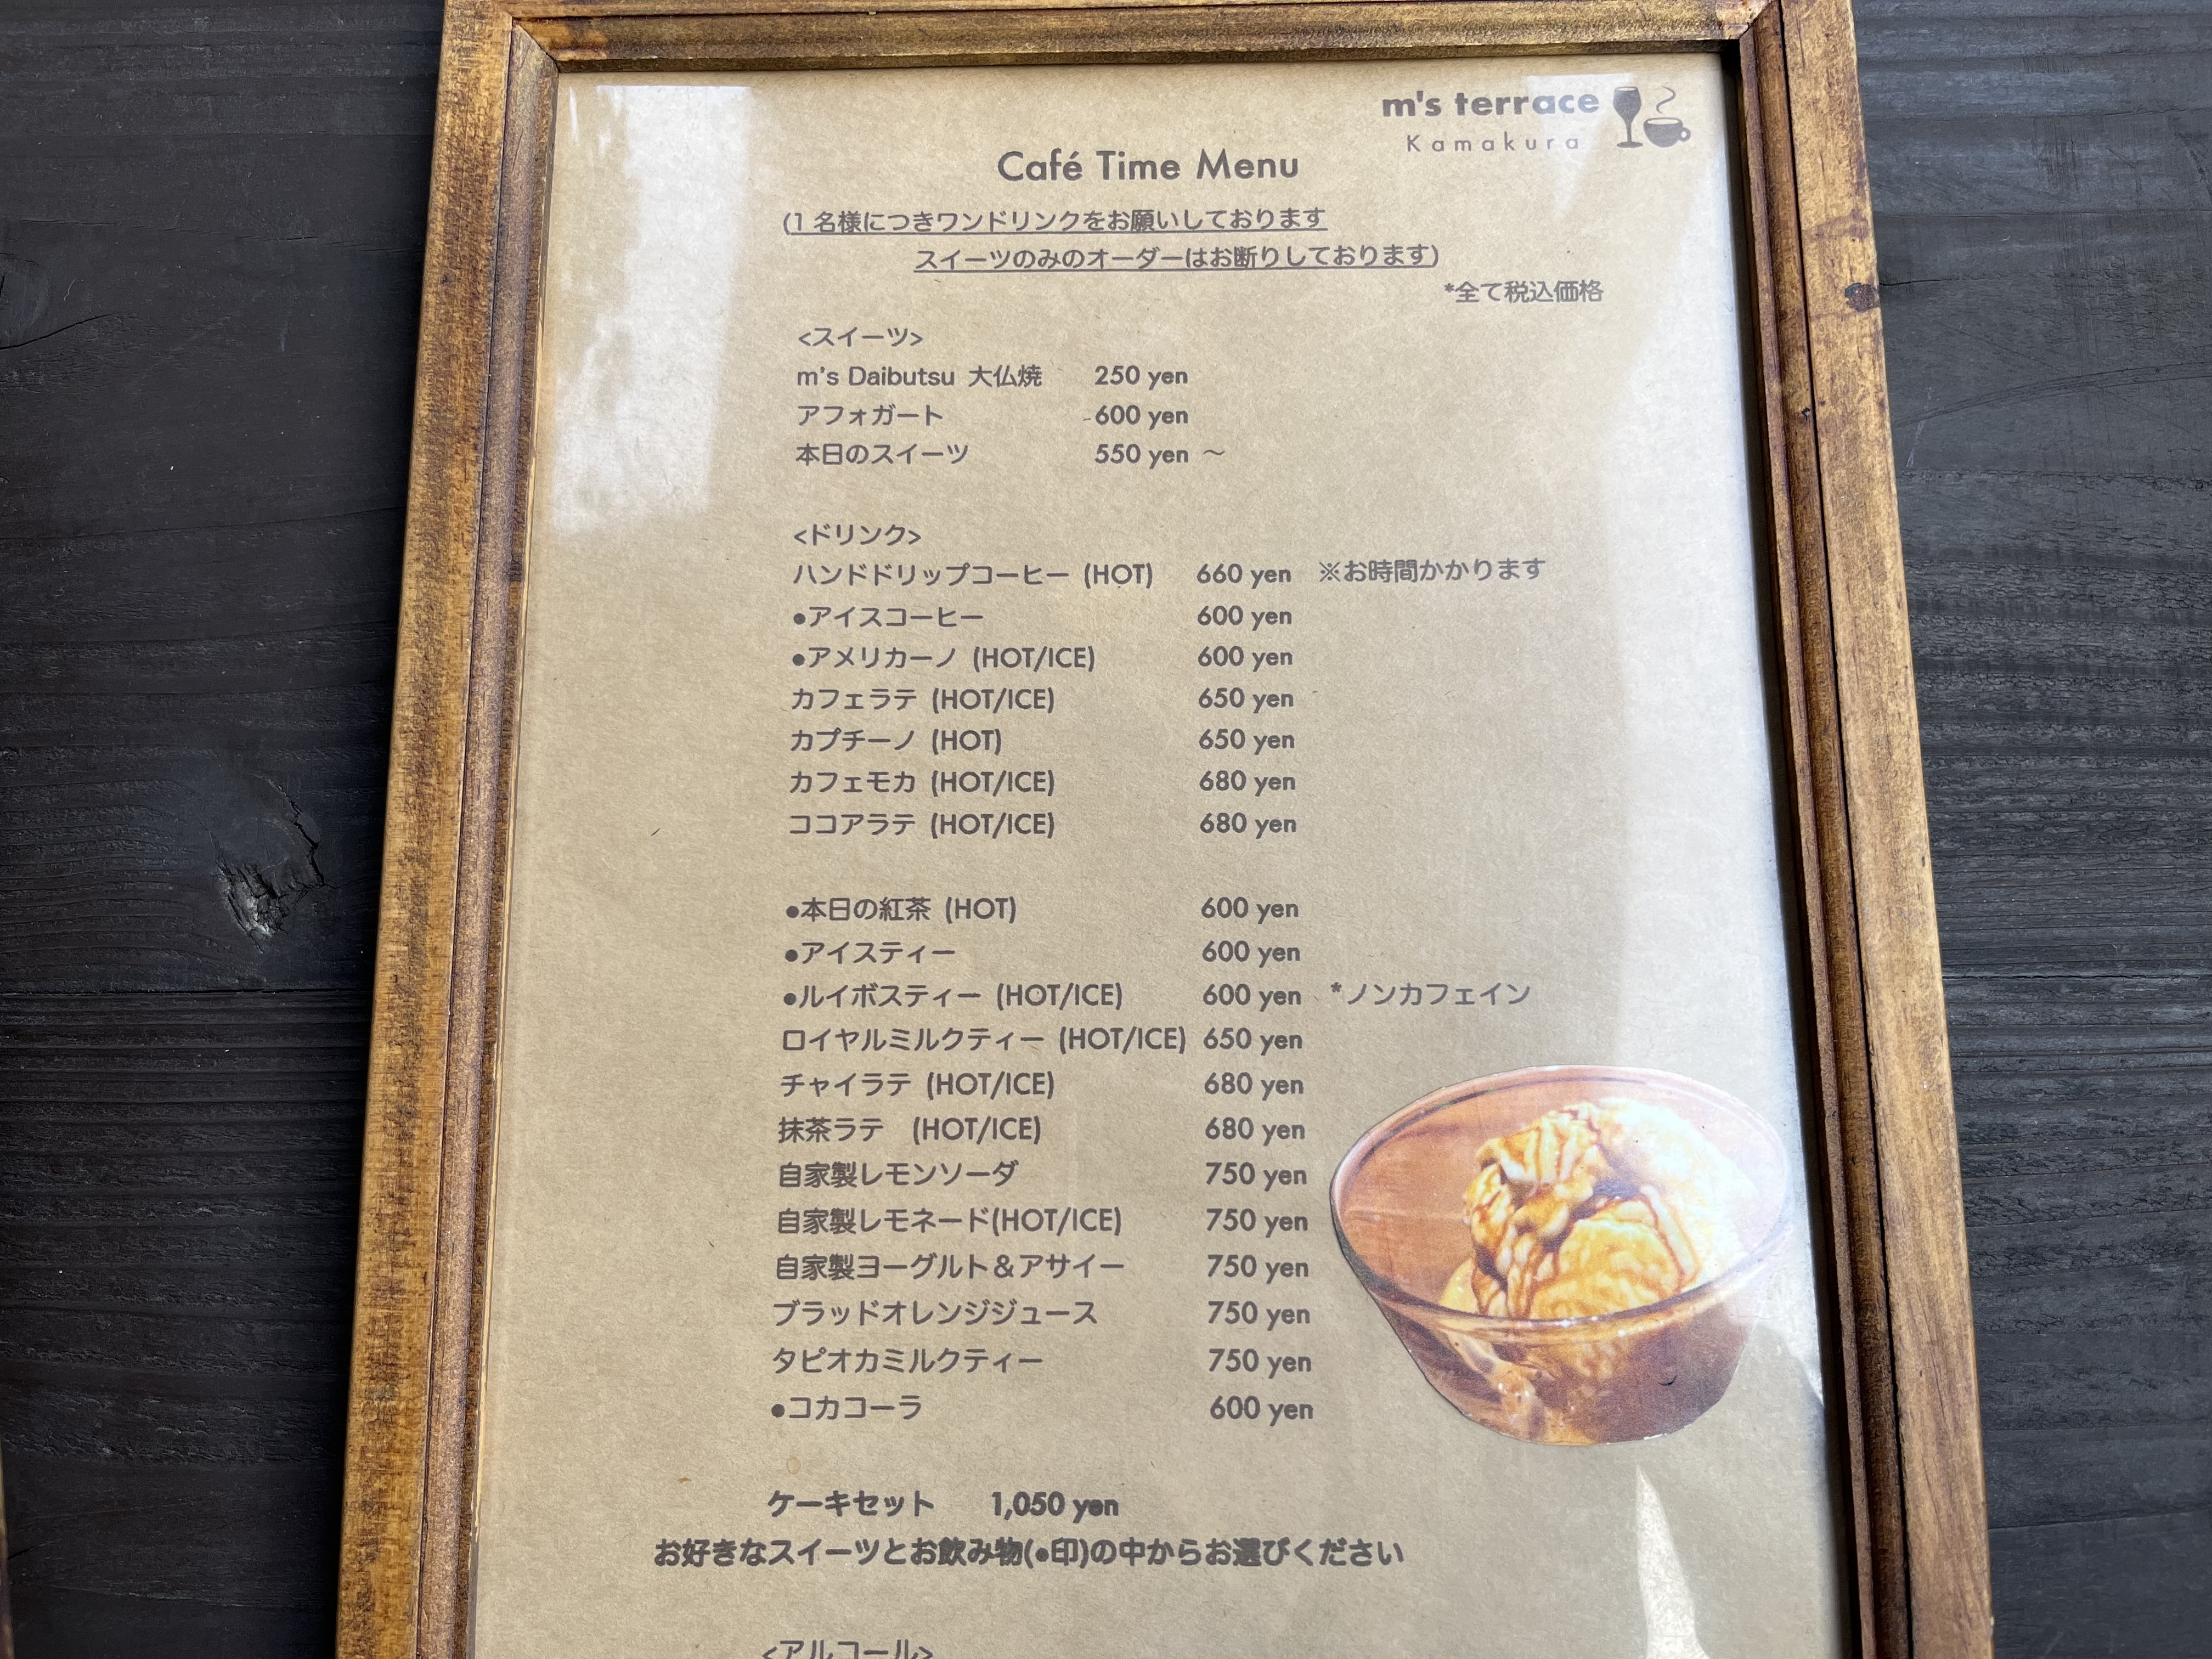 m's terrace
Kamakura
Café Time Menu
(1名様につきワンドリンクをお願いしております
スイーツのみのオーダーはお断りしております)
*全て税込価格
<スイーツ>
m's Daibutsu 大仏焼 250 yen
アフォガート 600 yen
本日のスイーツ 550 yen ～
<ドリンク>
ハンドドリップコーヒー (HOT) 660 yen ※お時間かかります
●アイスコーヒー 600 yen
●アメリカーノ (HOT/ICE) 600 yen
カフェラテ (HOT/ICE) 650 yen
カプチーノ (HOT) 650 yen
カフェモカ (HOT/ICE) 680 yen
ココアラテ (HOT/ICE) 680 yen
●本日の紅茶 (HOT) 600 yen
●アイスティー 600 yen
●ルイボスティー (HOT/ICE) 600 yen *ノンカフェイン
ロイヤルミルクティー (HOT/ICE) 650 yen
チャイラテ (HOT/ICE) 680 yen
抹茶ラテ (HOT/ICE) 680 yen
自家製レモンソーダ 750 yen
自家製レモネード(HOT/ICE) 750 yen
自家製ヨーグルト＆アサイー 750 yen
ブラッドオレンジジュース 750 yen
タピオカミルクティー 750 yen
●コカコーラ 600 yen
ケーキセット 1,050 yen
お好きなスイーツとお飲み物(●印)の中からお選びください
<アルコール>